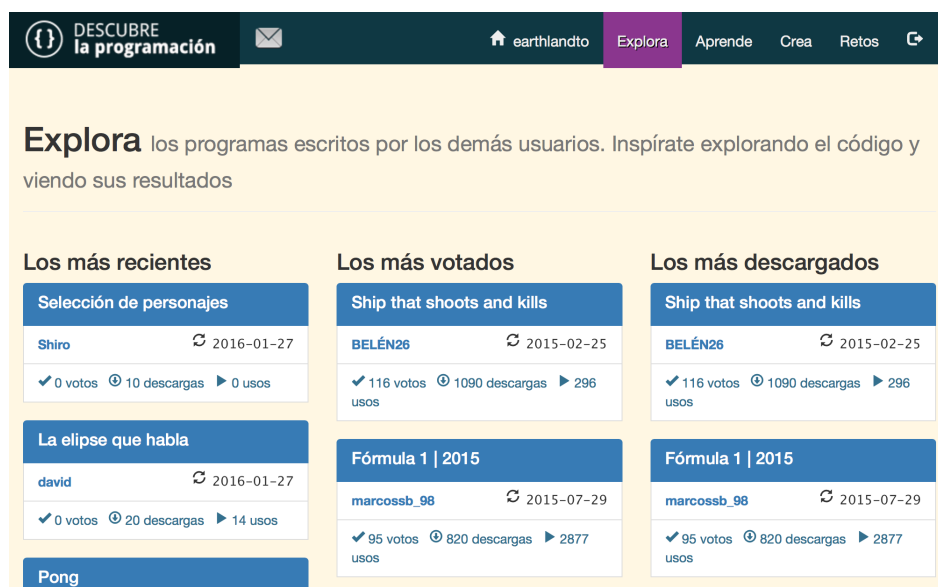 DESCUBRE
la programación
earthlandto
Explora
Aprende
Crea
Retos
Explora los programas escritos por los demás usuarios. Inspírate explorando el código y
viendo sus resultados
Los más recientes
Selección de personajes
Shiro 2016-01-27
0 votos 10 descargas 0 usos
La elipse que habla
david 2016-01-27
0 votos 20 descargas 14 usos
Pong
Los más votados
Ship that shoots and kills
BELÉN26 2015-02-25
116 votos 1090 descargas 296
usos
Fórmula 1 | 2015
marcossb_98 2015-07-29
95 votos 820 descargas 2877
usos
Los más descargados
Ship that shoots and kills
BELÉN26 2015-02-25
116 votos 1090 descargas 296
usos
Fórmula 1 | 2015
marcossb_98 2015-07-29
95 votos 820 descargas 2877
usos